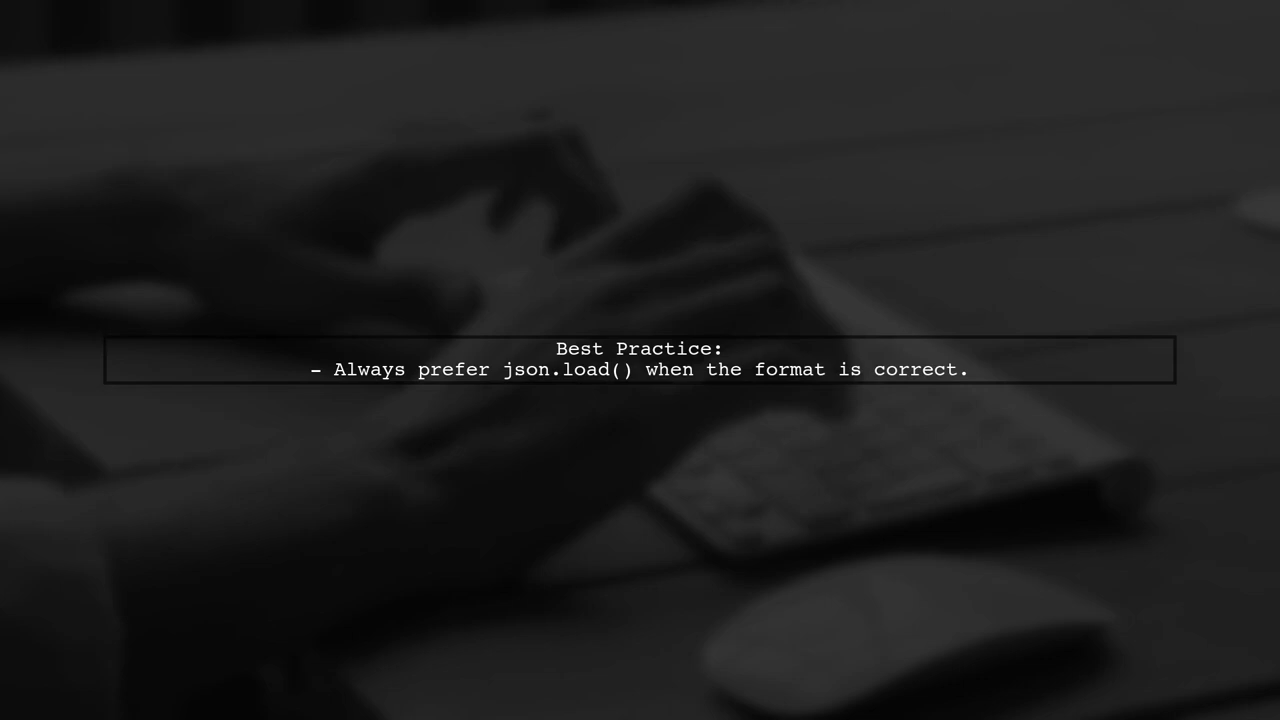 Best Practice:
– Always prefer json.load() when the format is correct.